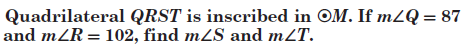 Quadrilateral QRST is inscribed in ⊙M. If m∠Q = 87
and m∠R = 102, find m∠S and m∠T.